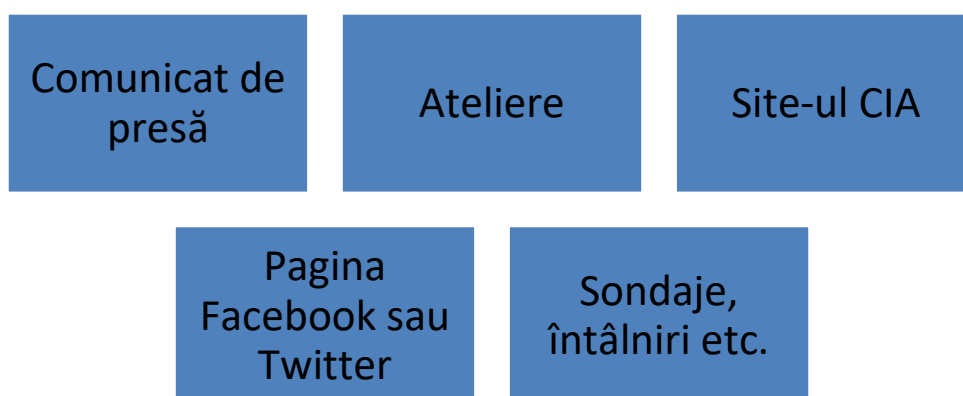 Comunicat de
presă
Ateliere
Site-ul CIA
Pagina
Facebook sau
Twitter
Sondaje,
întâlniri etc.